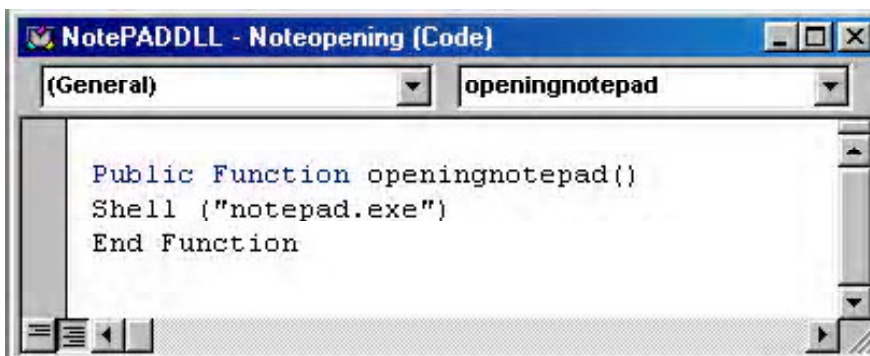 NotePADDLL - Noteopening (Code)
(General) openingnotepad
Public Function openingnotepad()
Shell ("notepad.exe")
End Function